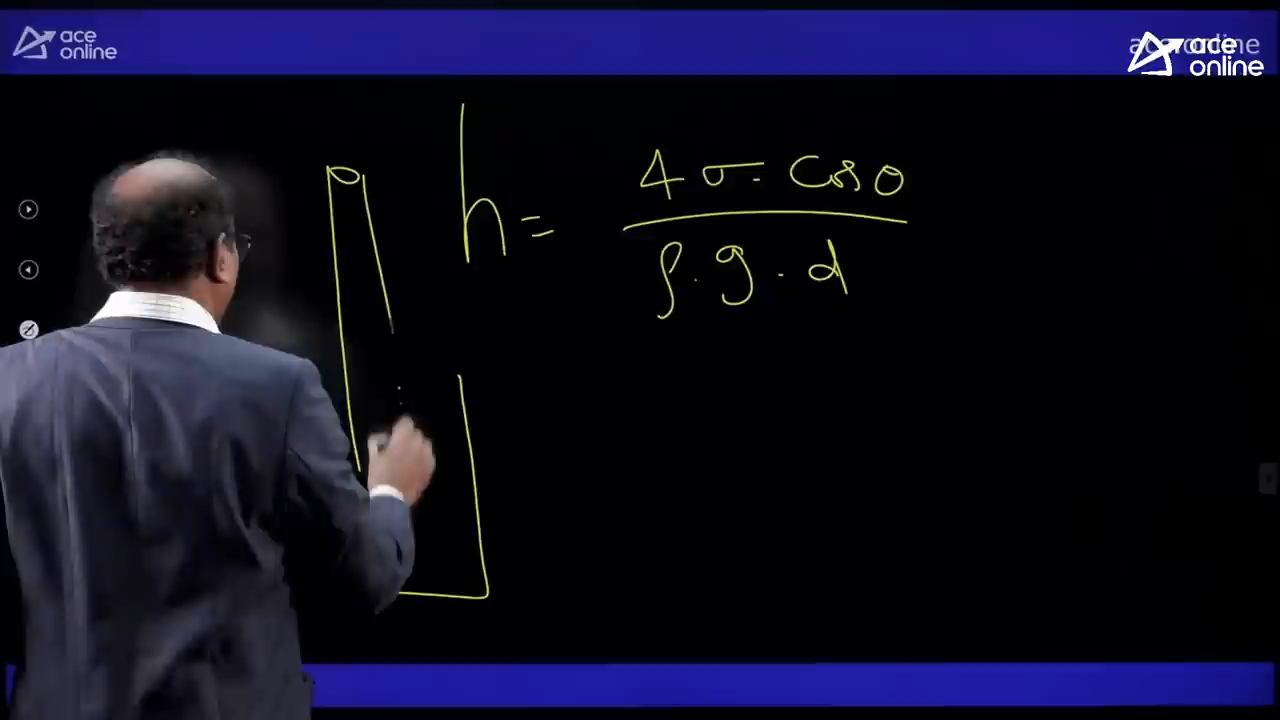 ace
online
ace
online
h = 4 σ. Cos θ
ρ. g. d